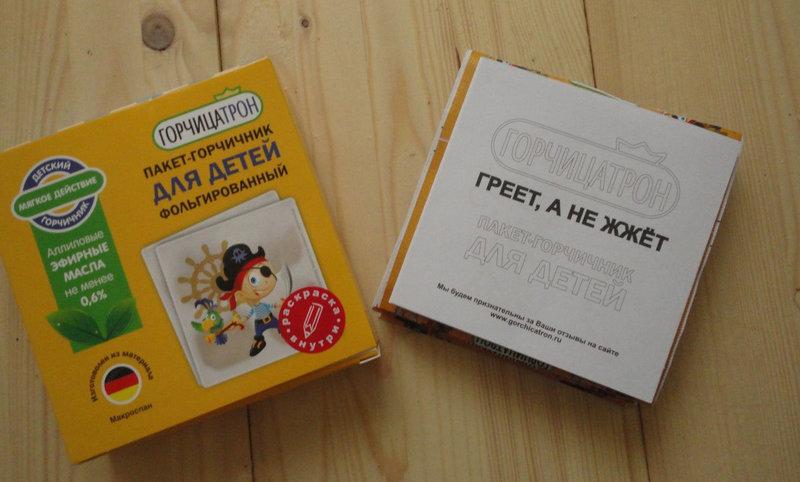 ГОРЧИЦАТРОН
ПАКЕТ-ГОРЧИЧНИК
ДЛЯ ДЕТЕЙ
ФОЛЬГИРОВАННЫЙ
ДЕТСКИЙ
МЯГКОЕ ДЕЙСТВИЕ
ГОРЧИЧНИК
Аллиловые
ЭФИРНЫЕ
МАСЛА
не менее
0,6%
раскраска
внутри
Изготовлен из материала
Макроспан
ГОРЧИЦАТРОН
ГРЕЕТ, А НЕ ЖЖЁТ
ПАКЕТ-ГОРЧИЧНИК
ДЛЯ ДЕТЕЙ
Мы будем признательны за Ваши отзывы на сайте
www.gorchicatron.ru